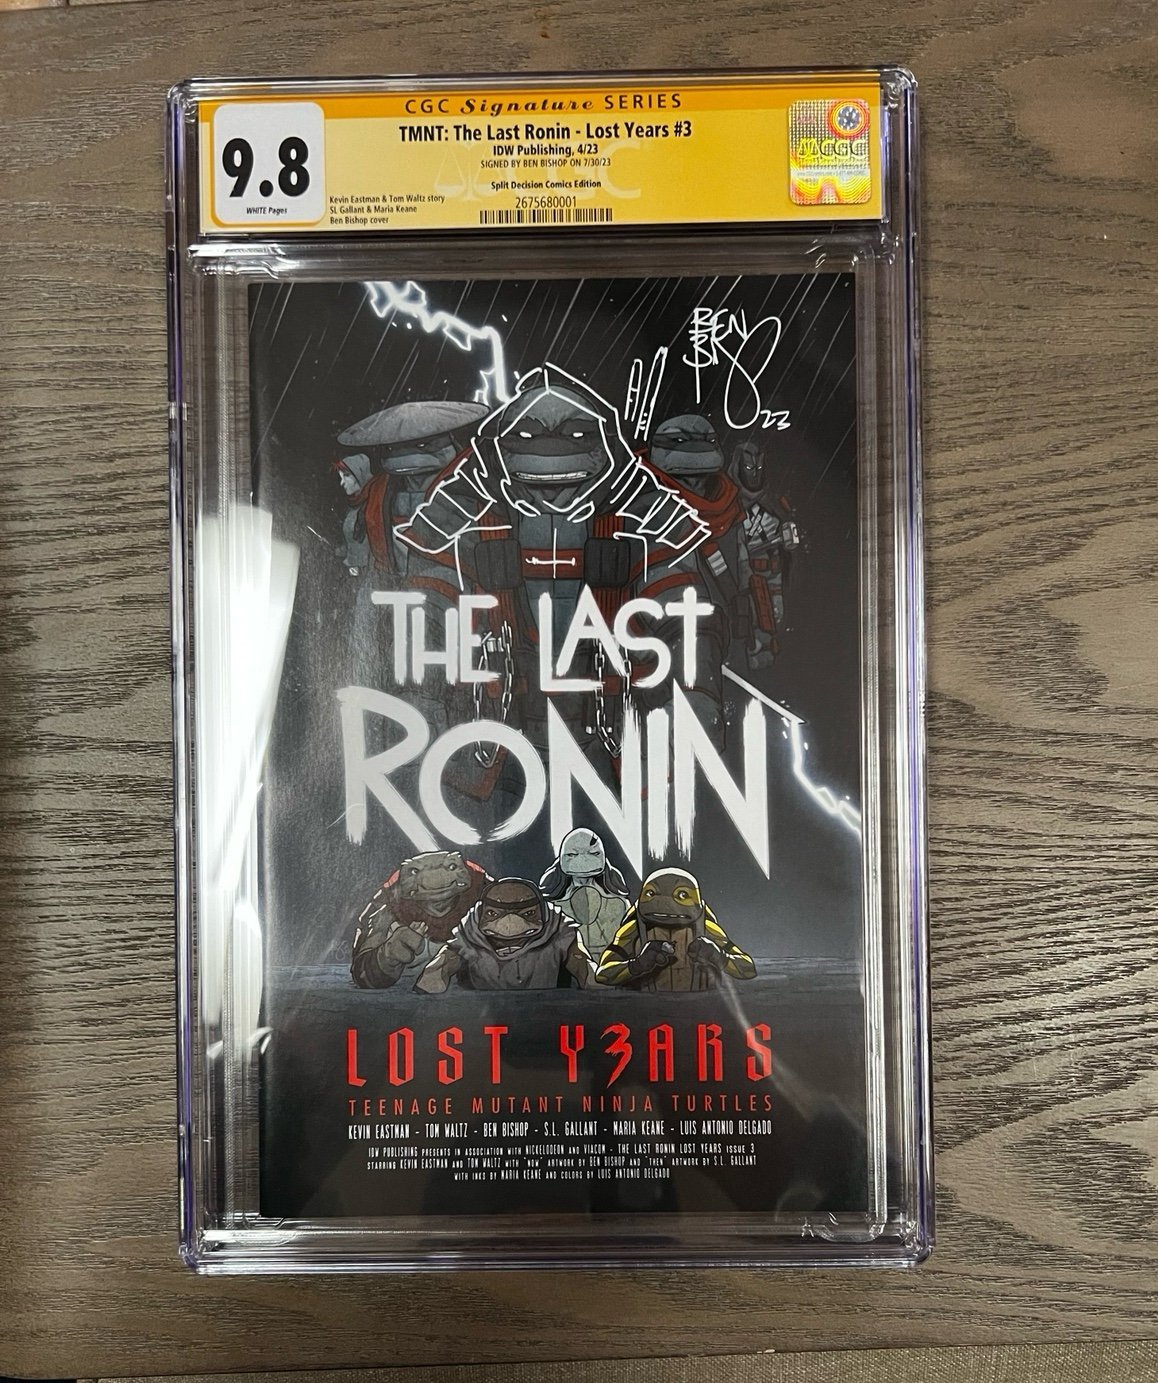 CGC Signature SERIES
9.8
WHITE Pages
TMNT: The Last Ronin - Lost Years #3
IDW Publishing, 4/23
SIGNED BY BEN BISHOP ON 7/30/23
Split Decision Comics Edition
2675680001
Kevin Eastman & Tom Waltz story
SL Gallant & Maria Keane
Ben Bishop cover
CGC
BEN
23
THE LAST
RONIN
LOST Y3ARS
TEENAGE MUTANT NINJA TURTLES
KEVIN EASTMAN - TOM WALTZ - BEN BISHOP - S.L. GALLANT - MARIA KEANE - LUIS ANTONIO DELGADO
IDW PUBLISHING PRESENTS IN ASSOCIATION WITH NICKELODEON AND VIACOM - THE LAST RONIN LOST YEARS ISSUE 3
STARRING KEVIN EASTMAN AND TOM WALTZ WITH "NOW" ARTWORK BY BEN BISHOP AND "THEN" ARTWORK BY S.L. GALLANT
WITH INKS BY MARIA KEANE AND COLORS BY LUIS ANTONIO DELGADO